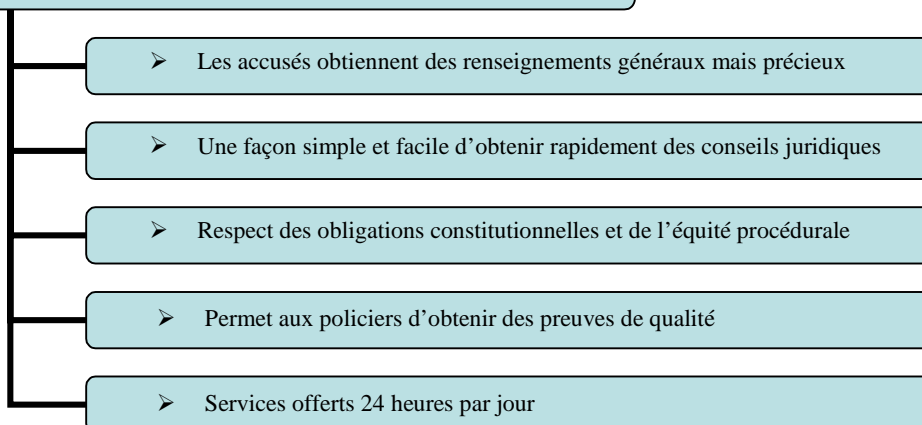 ➢ Les accusés obtiennent des renseignements généraux mais précieux
➢ Une façon simple et facile d’obtenir rapidement des conseils juridiques
➢ Respect des obligations constitutionnelles et de l’équité procédurale
➢ Permet aux policiers d’obtenir des preuves de qualité
➢ Services offerts 24 heures par jour